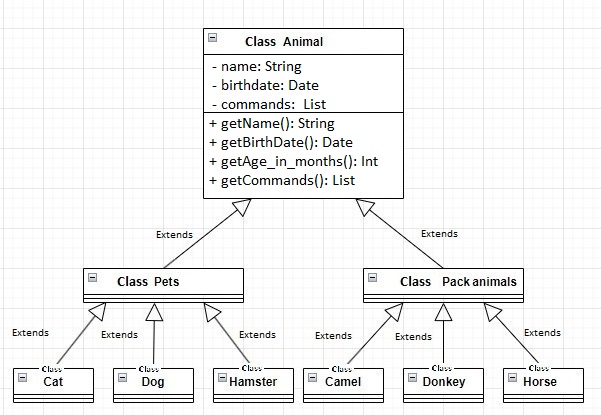 Class Animal
- name: String
- birthdate: Date
- commands: List
+ getName(): String
+ getBirthDate(): Date
+ getAge_in_months(): Int
+ getCommands(): List
Extends
Extends
Class Pets
Class Pack animals
Extends
Extends
Extends
Extends
Extends
Extends
Class
Cat
Class
Dog
Class
Hamster
Class
Camel
Class
Donkey
Class
Horse